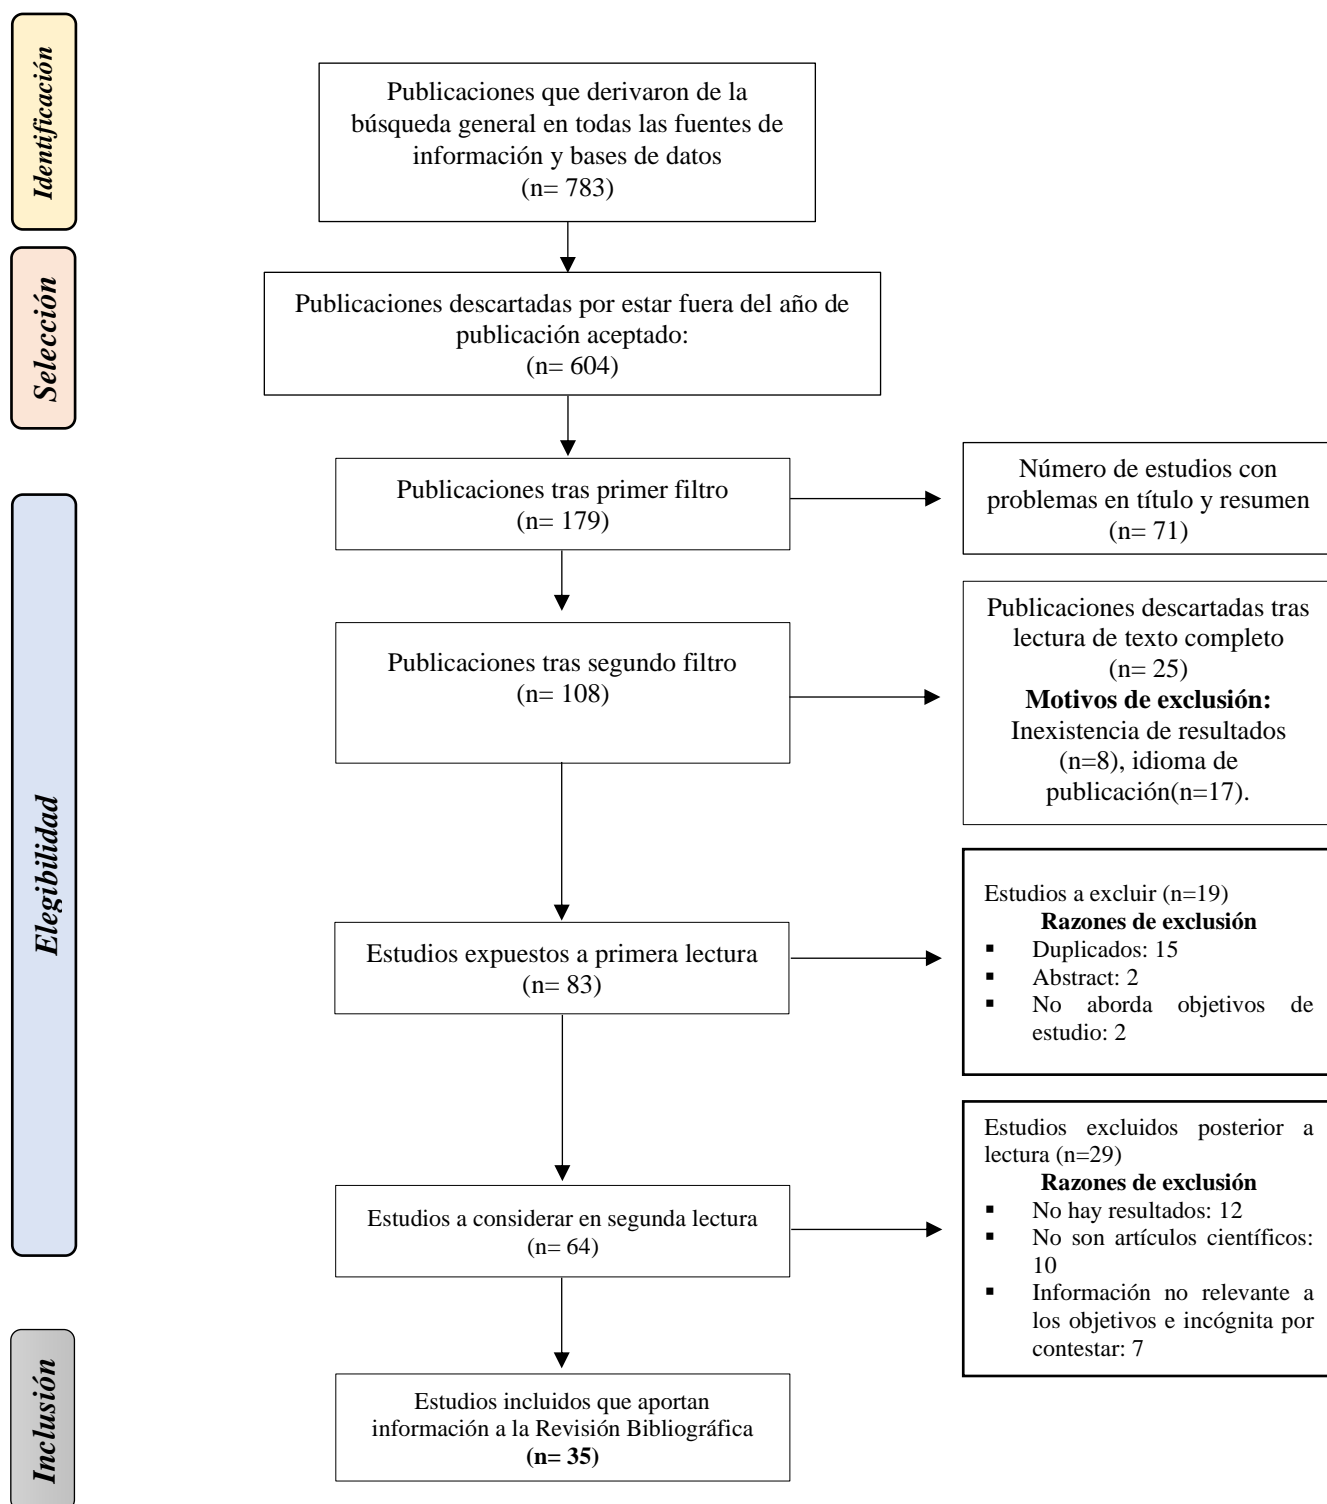 Identificación
Publicaciones que derivaron de la
búsqueda general en todas las fuentes de
información y bases de datos
(n= 783)
Selección
Publicaciones descartadas por estar fuera del año de
publicación aceptado:
(n= 604)
Elegibilidad
Publicaciones tras primer filtro
(n= 179)
Número de estudios con
problemas en título y resumen
(n= 71)
Publicaciones tras segundo filtro
(n= 108)
Publicaciones descartadas tras
lectura de texto completo
(n= 25)
Motivos de exclusión:
Inexistencia de resultados
(n=8), idioma de
publicación(n=17).
Estudios expuestos a primera lectura
(n= 83)
Estudios a excluir (n=19)
Razones de exclusión
▪ Duplicados: 15
▪ Abstract: 2
▪ No aborda objetivos de
estudio: 2
Estudios a considerar en segunda lectura
(n= 64)
Estudios excluidos posterior a
lectura (n=29)
Razones de exclusión
▪ No hay resultados: 12
▪ No son artículos científicos:
10
▪ Información no relevante a
los objetivos e incógnita por
contestar: 7
Inclusión
Estudios incluidos que aportan
información a la Revisión Bibliográfica
(n= 35)